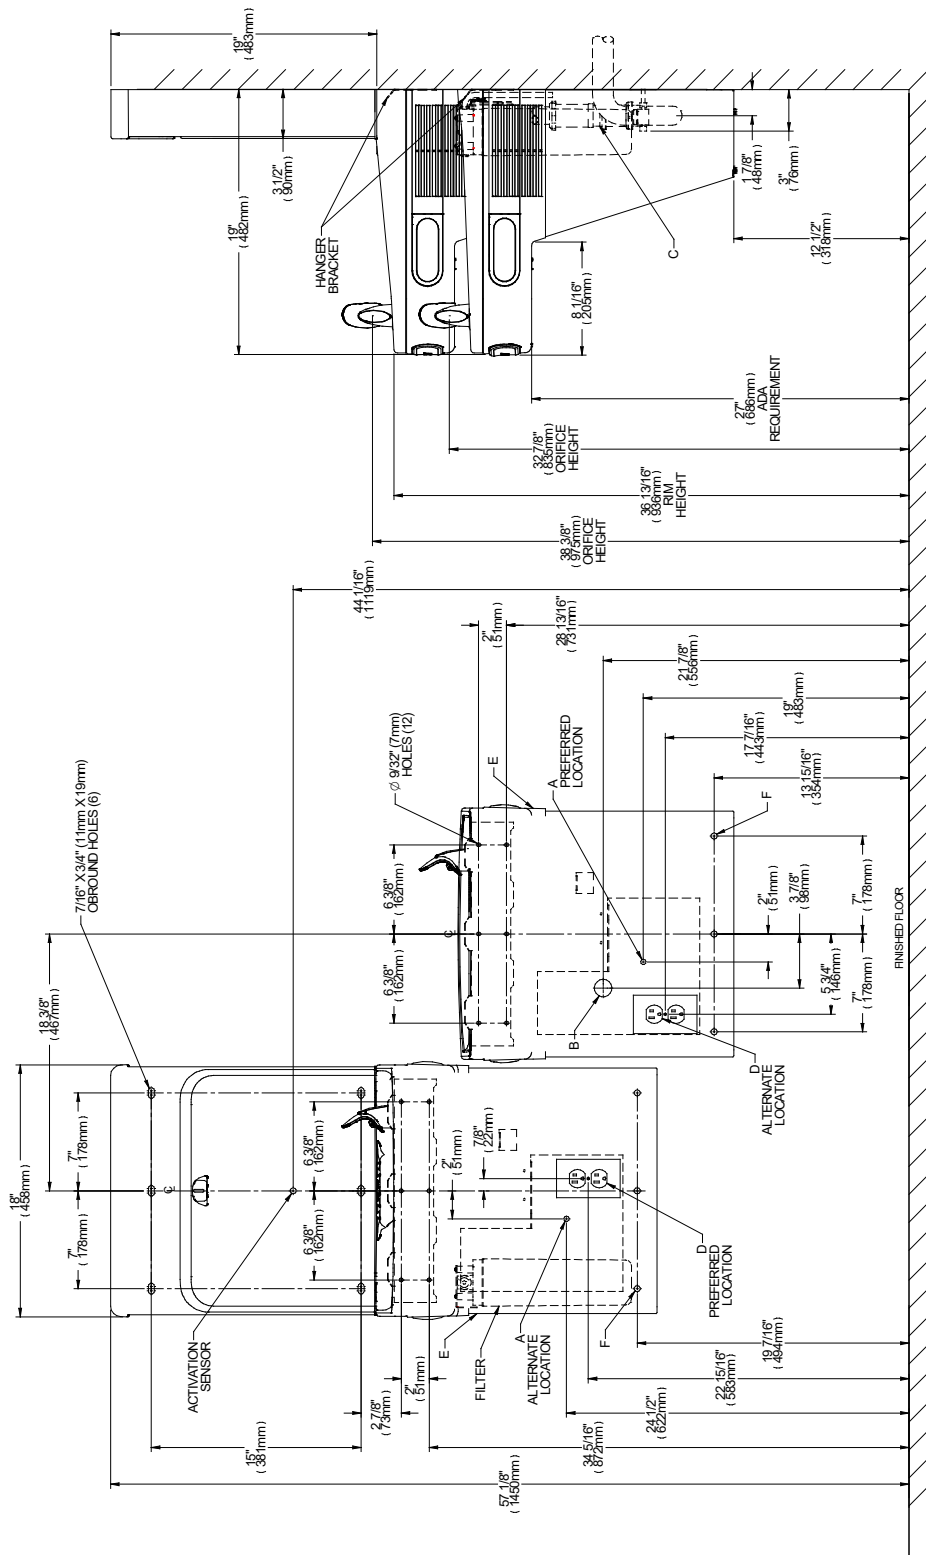 19"
(483mm)
19"
(482mm)
3 1/2"
(90mm)
HANGER
BRACKET
1 7/8"
(48mm)
3"
(76mm)
C
12 1/2"
(318mm)
8 1/16"
(205mm)
27"
(686mm)
ADA
REQUIREMENT
32 7/8"
(835mm)
ORIFICE
HEIGHT
36 13/16"
(936mm)
RIM
HEIGHT
38 3/8"
(975mm)
ORIFICE
HEIGHT
44 1/16"
(1119mm)
7/16" X 3/4" (11mm X 19mm)
OBROUND HOLES (6)
Ø 9/32" (7mm)
HOLES (12)
2"
(51mm)
28 13/16"
(731mm)
E
A
PREFERRED
LOCATION
21 7/8"
(556mm)
19"
(483mm)
17 7/16"
(443mm)
13 15/16"
(354mm)
F
18 3/8"
(467mm)
6 3/8"
(162mm)
6 3/8"
(162mm)
B
D
ALTERNATE
LOCATION
2"
(51mm)
3 7/8"
(98mm)
7"
(178mm)
5 3/4"
(146mm)
7"
(178mm)
FINISHED FLOOR
18"
(458mm)
7"
(178mm)
7"
(178mm)
6 3/8"
(162mm)
6 3/8"
(162mm)
2"
(51mm)
7/8"
(22mm)
ACTIVATION
SENSOR
E
FILTER
A
ALTERNATE
LOCATION
F
D
PREFERRED
LOCATION
15"
(381mm)
2 7/8"
(73mm)
2"
(51mm)
19 7/16"
(494mm)
22 15/16"
(583mm)
24 1/2"
(622mm)
34 5/16"
(872mm)
57 1/8"
(1450mm)